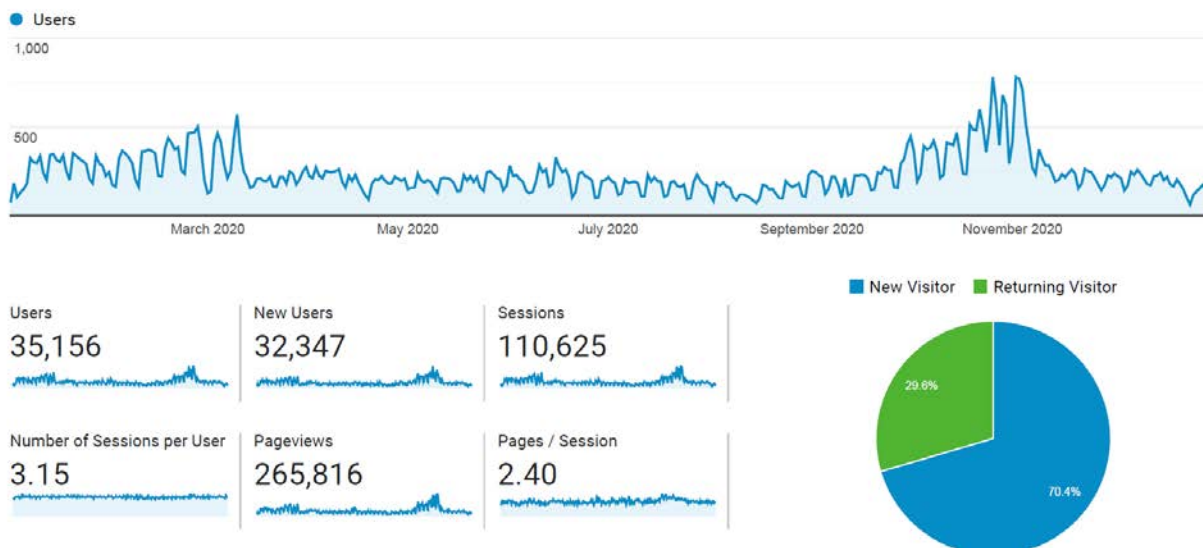 Users
1,000
500
March 2020
May 2020
July 2020
September 2020
November 2020
New Visitor
Returning Visitor
Users
35,156
New Users
32,347
Sessions
110,625
Number of Sessions per User
3.15
Pageviews
265,816
Pages / Session
2.40
29.6%
70.4%